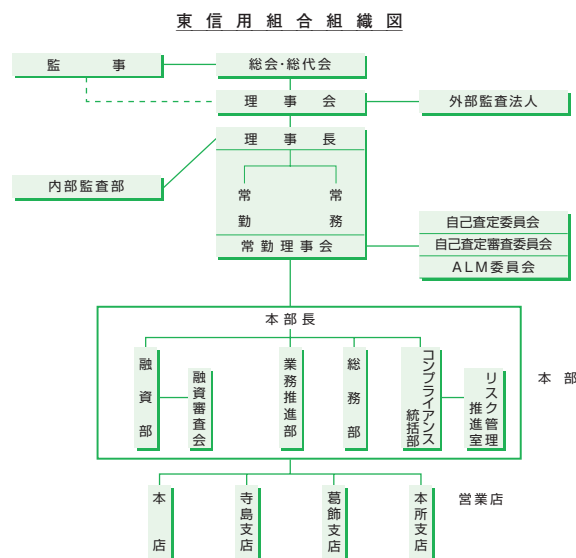 東信用組合組織図
監事
総会・総代会
理事会
外部監査法人
理事長
内部監査部
常勤
常務
常勤理事会
自己査定委員会
自己査定審査委員会
ALM委員会
本部長
本部
融資部
融資審査会
業務推進部
総務部
コンプライアンス
統括部
リスク管理
推進室
本店
寺島支店
葛飾支店
本所支店
営業店